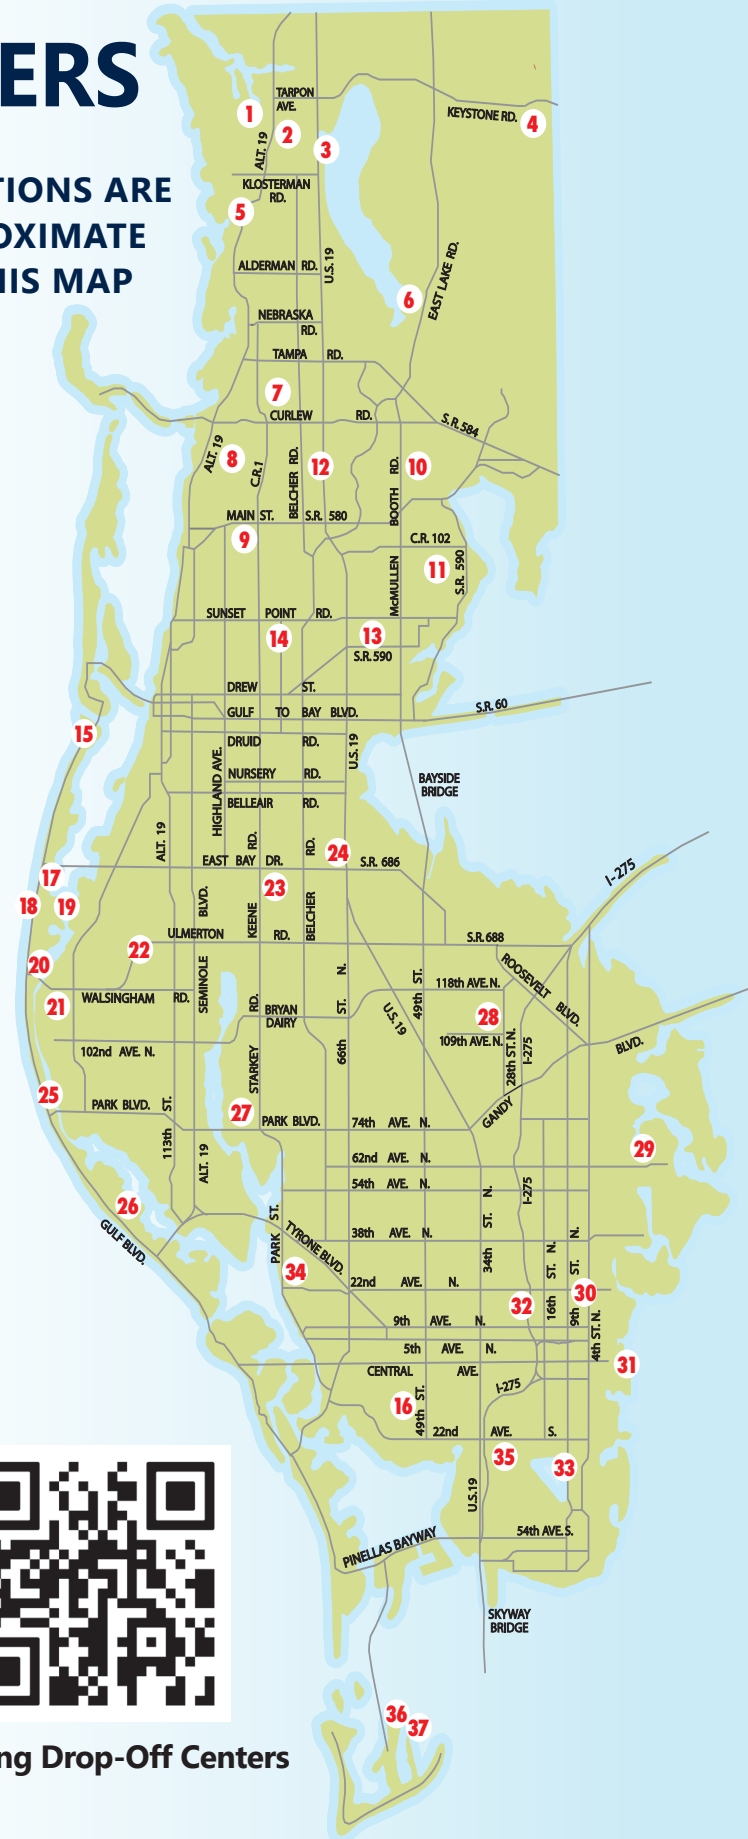 ERS
TIONS ARE
OXIMATE
HIS MAP
TARPON
AVE.
KEYSTONE RD.
1
2
3
4
ALT. 19
KLOSTERMAN
RD.
5
ALDERMAN RD.
U.S. 19
EAST LAKE RD.
6
NEBRASKA
RD.
TAMPA RD.
7
CURLEW RD.
S.R. 584
ALT. 19
8
C.R.1
BELCHER RD.
12
BOOTH RD.
10
MAIN ST. S.R. 580
9
C.R. 102
11
S.R. 590
McMULLEN
SUNSET POINT RD.
14
13
S.R. 590
DREW ST.
GULF TO BAY BLVD.
S.R. 60
15
DRUID RD.
U.S. 19
HIGHLAND AVE.
NURSERY RD.
BAYSIDE
BRIDGE
BELLEAIR RD.
ALT. 19
RD.
RD.
24
EAST BAY DR.
S.R. 686
I-275
17
23
18
19
BLVD.
KEENE
BELCHER
ULMERTON RD.
S.R. 688
22
20
SEMINOLE
ST. N.
49th ST.
118th AVE. N.
ROOSEVELT BLVD.
21
WALSINGHAM RD.
RD.
BRYAN
DAIRY
U.S. 19
28
66th
109th AVE. N.
28th ST. N.
I-275
BLVD.
102nd AVE. N.
STARKEY
25
PARK BLVD.
113th ST.
27
PARK BLVD.
74th AVE. N.
GANDY
29
ALT. 19
62nd AVE. N.
54th AVE. N.
I-275
26
GULF BLVD.
PARK ST.
TYRONE BLVD.
38th AVE. N.
34th ST. N.
34
22nd AVE. N.
32
16th ST. N.
9th ST. N.
30
9th AVE. N.
4th ST. N.
5th AVE. N.
31
CENTRAL AVE.
I-275
16
49th ST.
22nd AVE. S.
35
33
U.S.19
PINELLAS BAYWAY
54th AVE. S.
SKYWAY
BRIDGE
36
37
ng Drop-Off Centers